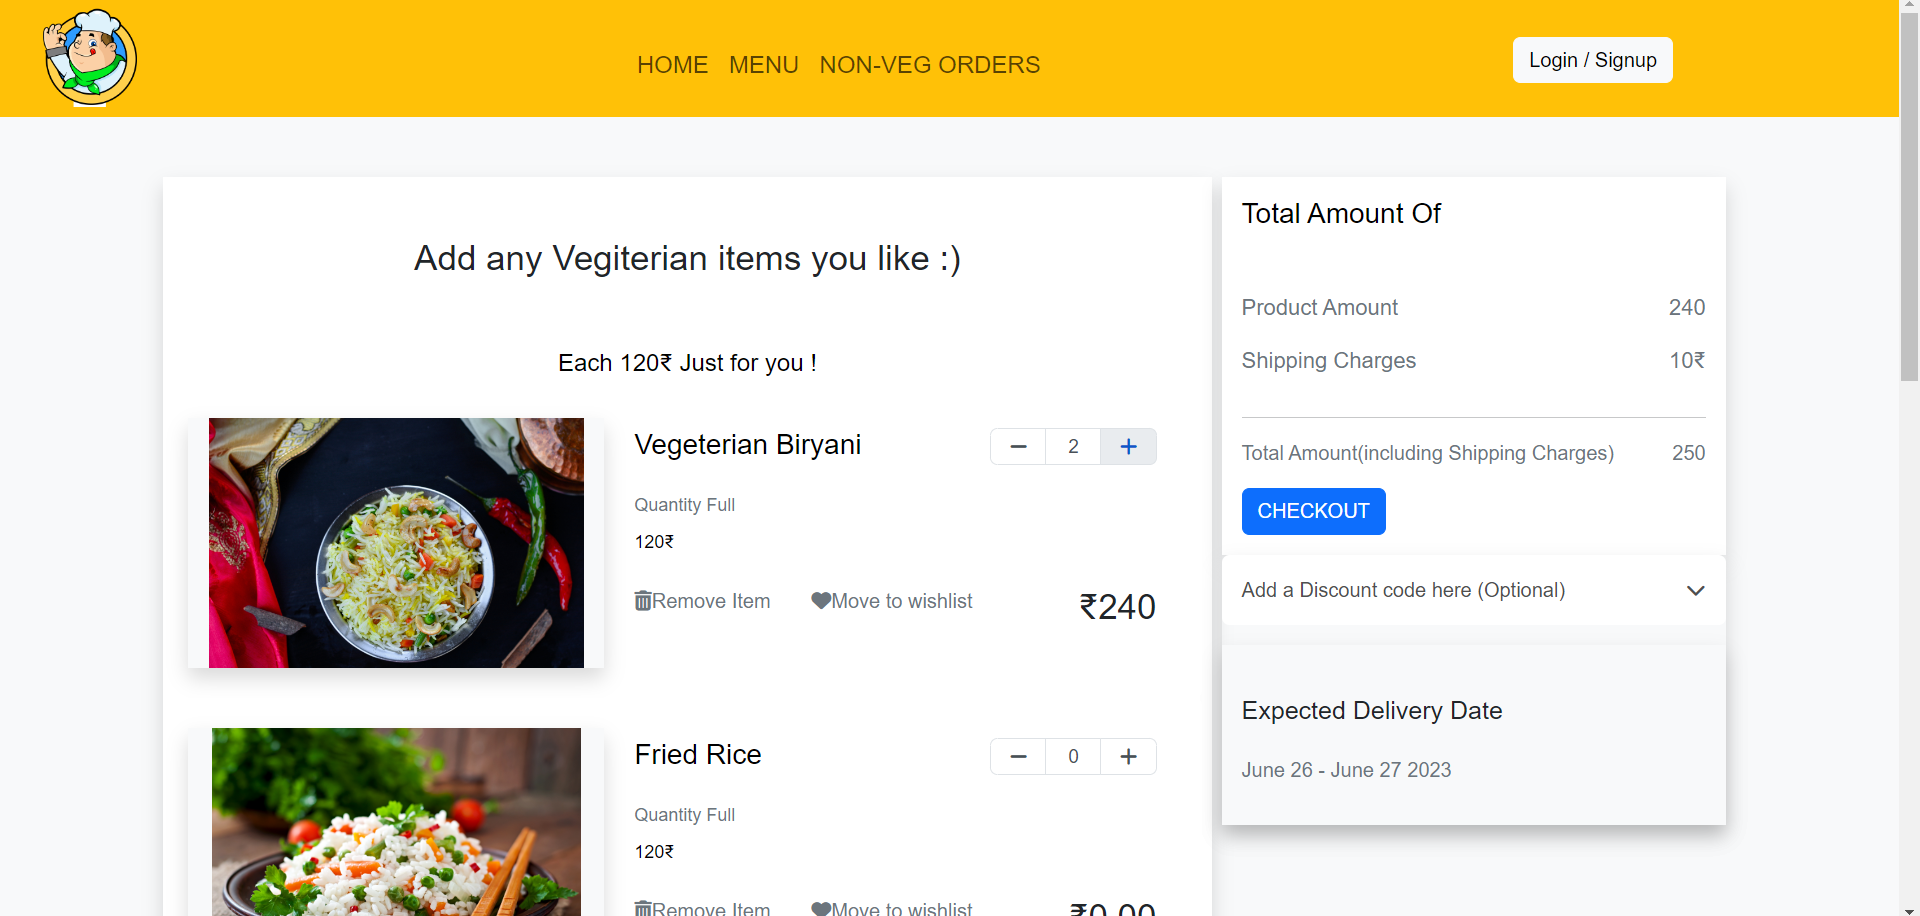 HOME MENU NON-VEG ORDERS
Login / Signup
Add any Vegiterian items you like :)
Each 120₹ Just for you !
Vegeterian Biryani
2
Quantity Full
120₹
Remove Item
Move to wishlist
₹240
Fried Rice
0
Quantity Full
120₹
Remove Item
Move to wishlist
₹0.00
Total Amount Of
Product Amount 240
Shipping Charges 10₹
Total Amount(including Shipping Charges) 250
CHECKOUT
Add a Discount code here (Optional)
Expected Delivery Date
June 26 - June 27 2023